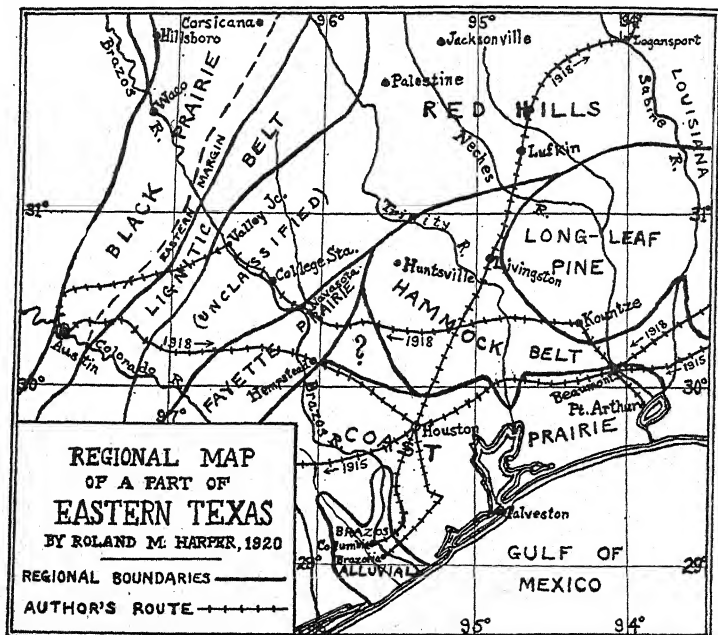 96°
95°
94°
Corsicana
Hillsboro
Jacksonville
Logansport
Brazos
R.
Waco
Palestine
1918
RED HILLS
Sabine
R.
LOUISIANA
BLACK PRAIRIE
EASTERN MARGIN
LIGNITIC BELT
(UNCLASSIFIED)
Neches
R.
Lufkin
31°
31°
Trinity R.
Valley Jc.
College Sta.
Navasota
LONG-LEAF
PINE
Huntsville
Livingston
HAMMOCK
BELT
Kountze
FAYETTE PRAIRIE
Austin
Colorado
R.
1918
1918
1918
1915
?
30°
30°
97°
Hempstead
Brazos
R.
Beaumont
Pt. Arthur
COAST
PRAIRIE
Houston
1915
REGIONAL MAP
OF A PART OF
EASTERN TEXAS
BY ROLAND M. HARPER, 1920
REGIONAL BOUNDARIES
AUTHOR'S ROUTE
BRAZOS
Columbia
Brazoria
ALLUVIAL
Galveston
GULF OF
MEXICO
29°
29°
96°
95°
94°